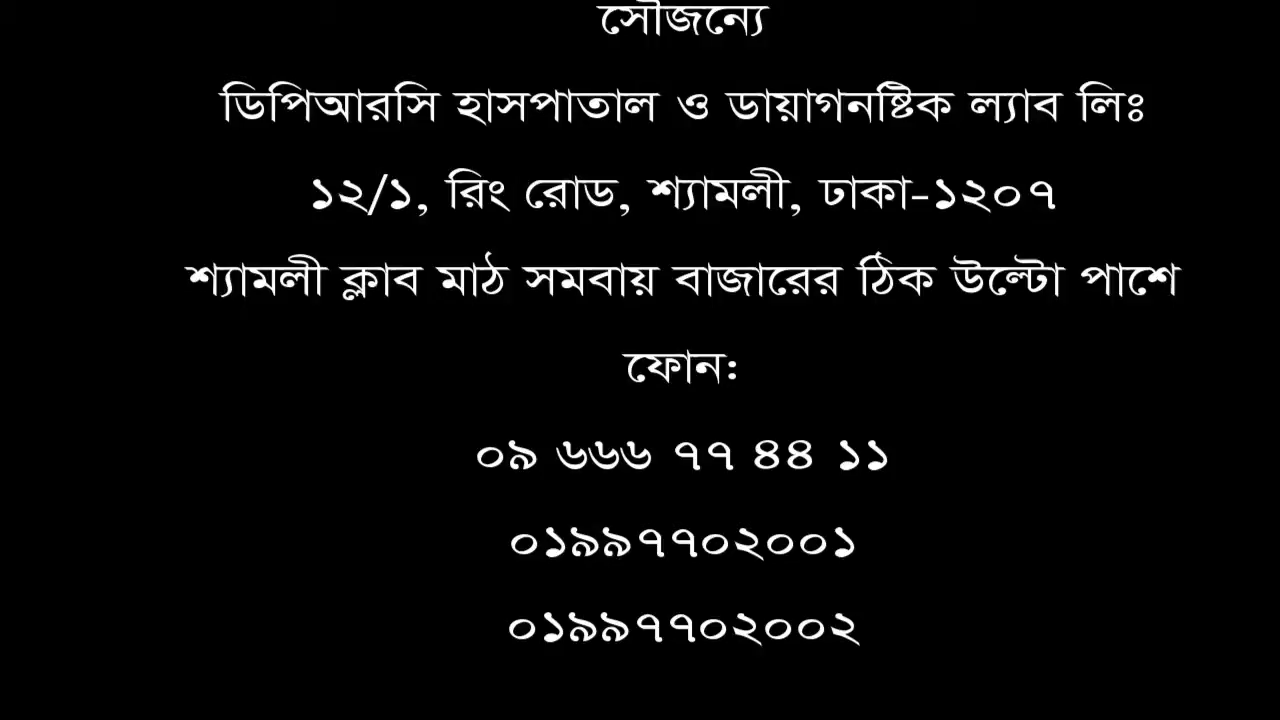 সৌজন্যে
ডিপিআরসি হাসপাতাল ও ডায়াগনষ্টিক ল্যাব লিঃ
১২/১, রিং রোড, শ্যামলী, ঢাকা-১২০৭
শ্যামলী ক্লাব মাঠ সমবায় বাজারের ঠিক উল্টো পাশে
ফোন:
০৯ ৬৬৬ ৭৭ ৪৪ ১১
০১৯৯৭৭০২০০১
০১৯৯৭৭০২০০২